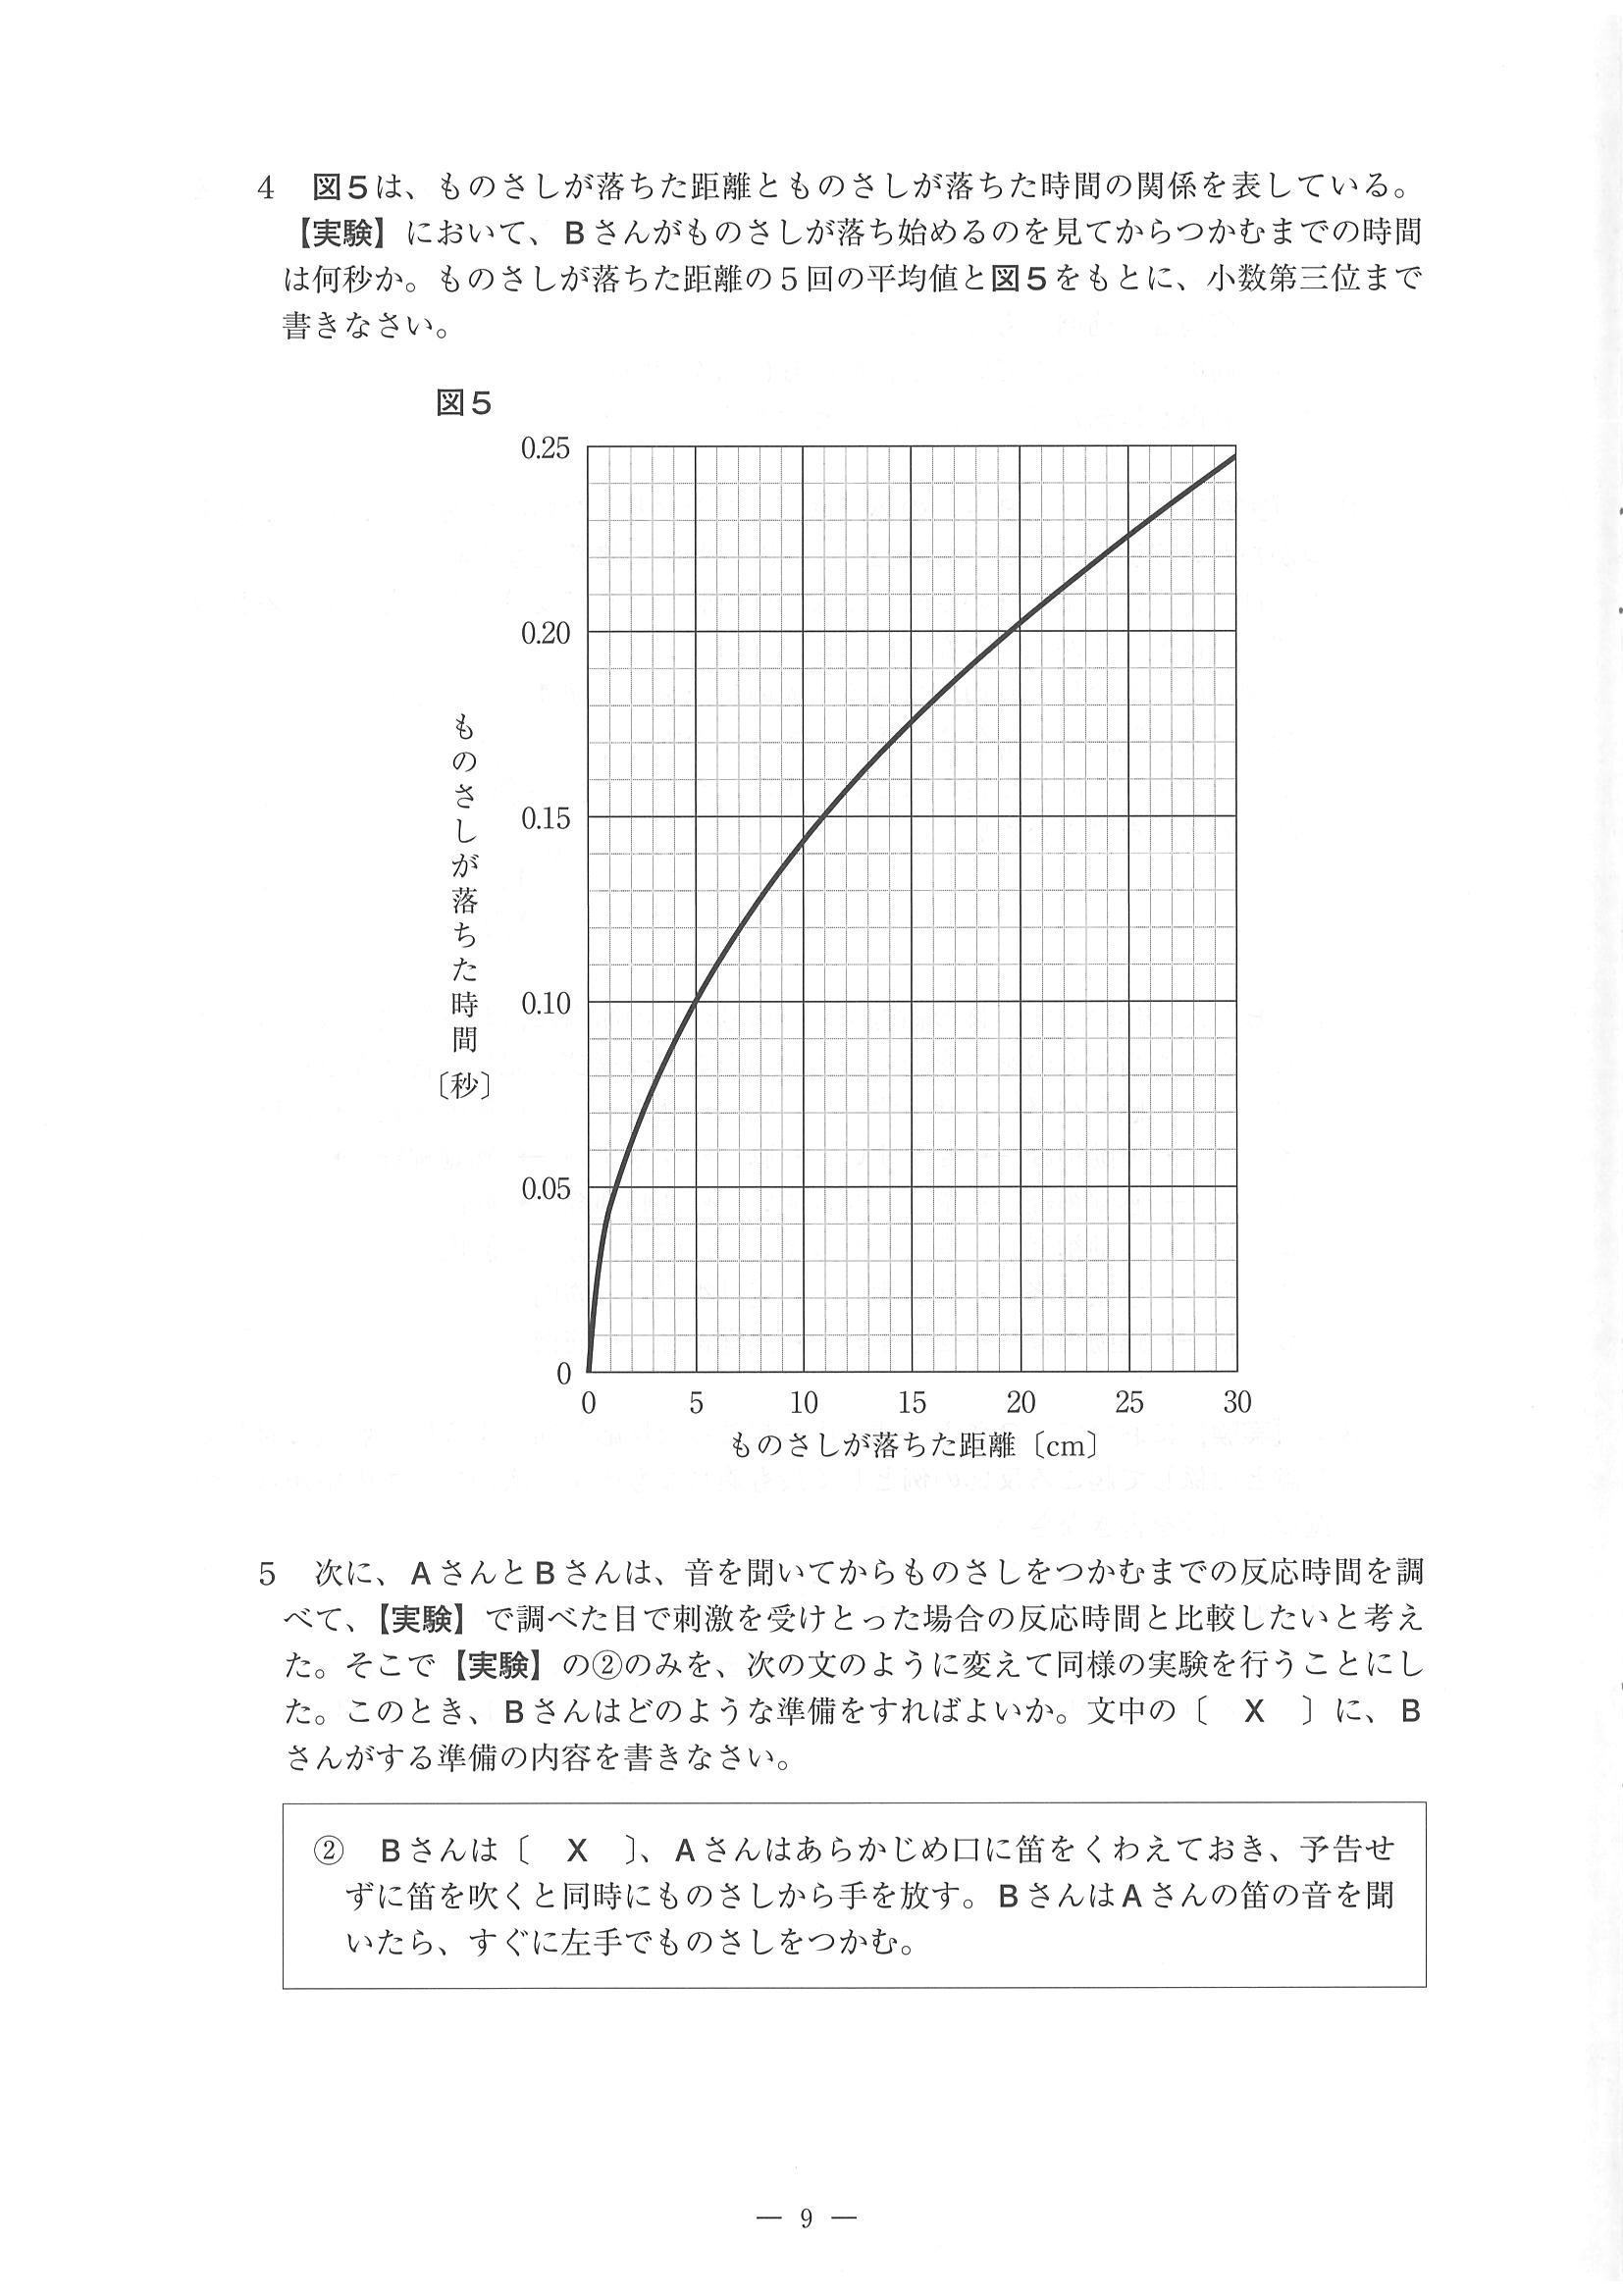 4　図5は、ものさしが落ちた距離とものさしが落ちた時間の関係を表している。
【実験】において、Bさんがものさしが落ち始めるのを見てからつかむまでの時間
は何秒か。ものさしが落ちた距離の5回の平均値と図5をもとに、小数第三位まで
書きなさい。
図5
0.25
0.20
0.15
0.10
0.05
0
ものさしが落ちた時間
〔秒〕
0 5 10 15 20 25 30
ものさしが落ちた距離〔cm〕
5　次に、AさんとBさんは、音を聞いてからものさしをつかむまでの反応時間を調
べて、【実験】で調べた目で刺激を受けとった場合の反応時間と比較したいと考え
た。そこで【実験】の②のみを、次の文のように変えて同様の実験を行うことにし
た。このとき、Bさんはどのような準備をすればよいか。文中の〔　X　〕に、B
さんがする準備の内容を書きなさい。
②　Bさんは〔　X　〕、Aさんはあらかじめ口に笛をくわえておき、予告せ
ずに笛を吹くと同時にものさしから手を放す。BさんはAさんの笛の音を聞
いたら、すぐに左手でものさしをつかむ。
— 9 —